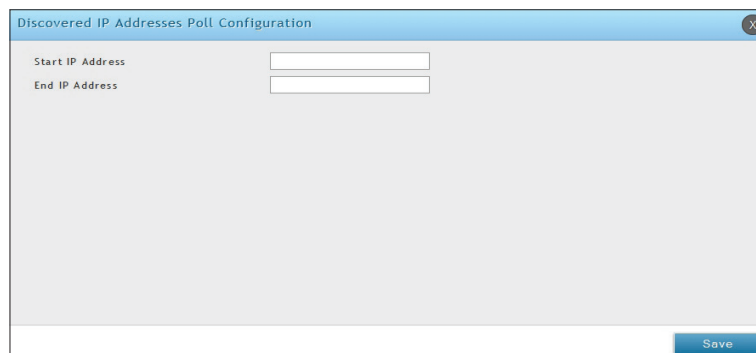 Discovered IP Addresses Poll Configuration
X
Start IP Address
End IP Address
Save